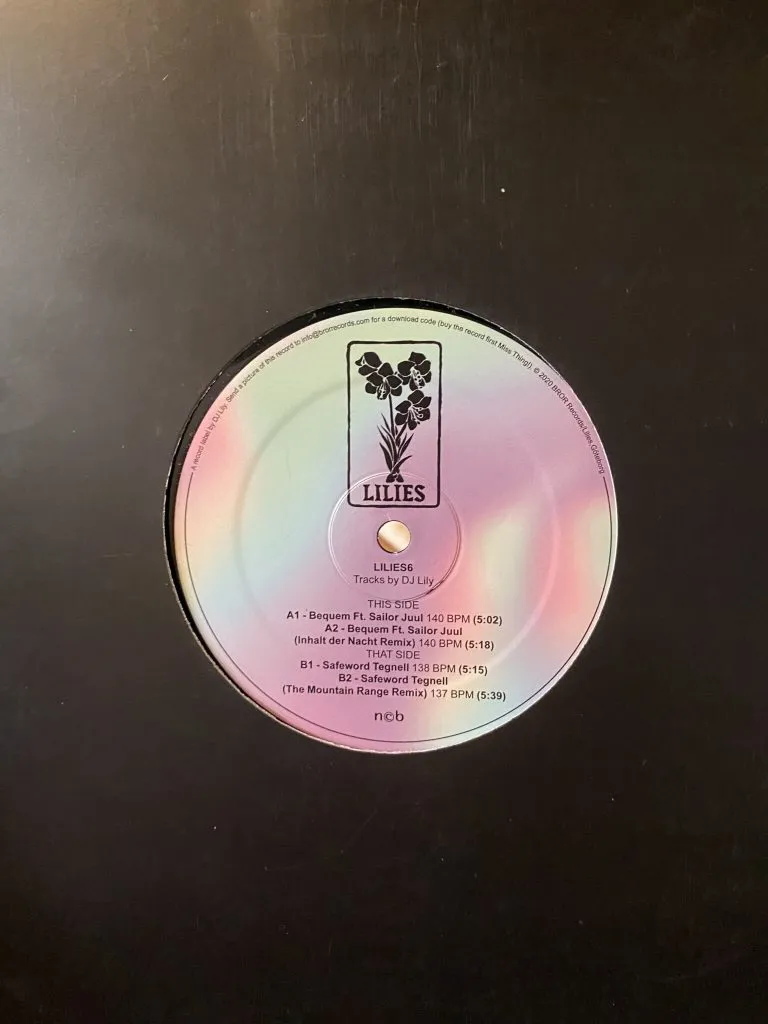 A record label by DJ Lily. Send a picture of this record to info@brorrecords.com for a download code (buy the record first Miss Thing!). © 2020 BROR Records/Lilies Göteborg
LILIES
LILIES6
Tracks by DJ Lily
THIS SIDE
A1 - Bequem Ft. Sailor Juul 140 BPM (5:02)
A2 - Bequem Ft. Sailor Juul
(Inhalt der Nacht Remix) 140 BPM (5:18)
THAT SIDE
B1 - Safeword Tegnell 138 BPM (5:15)
B2 - Safeword Tegnell
(The Mountain Range Remix) 137 BPM (5:39)
n©b